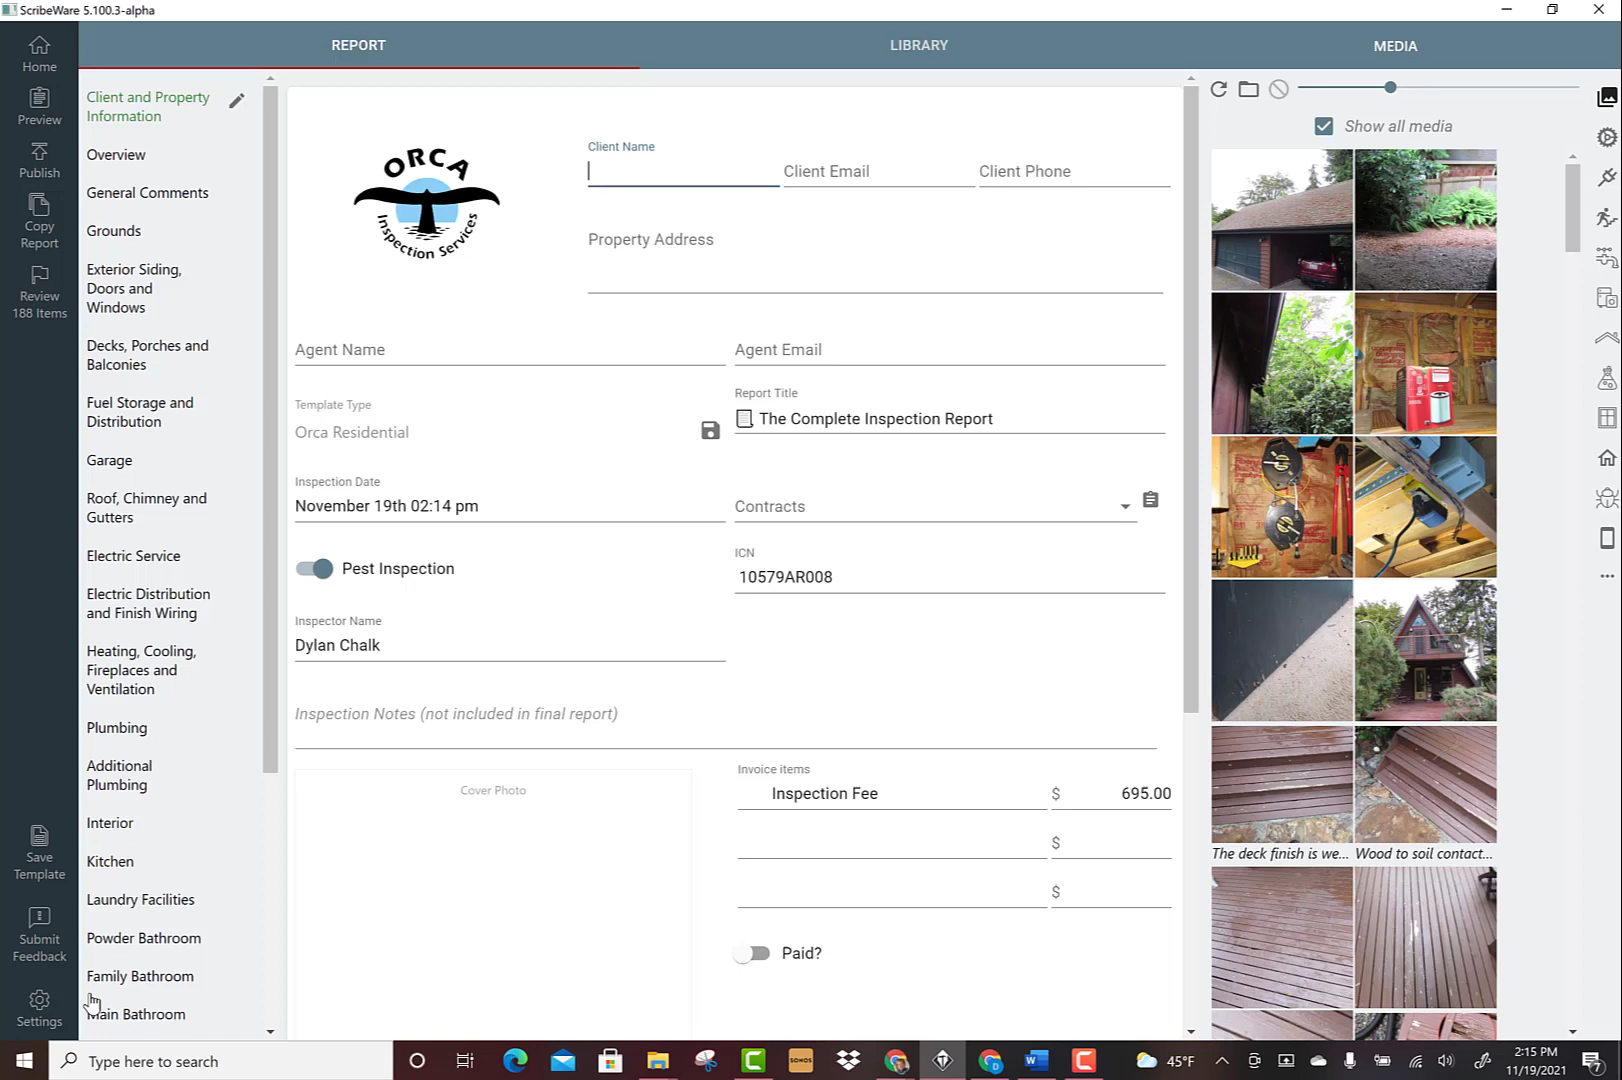 ScribeWare 5.100.3-alpha
REPORT
LIBRARY
MEDIA
Home
Preview
Publish
Copy
Report
Review
188 Items
Save
Template
Submit
Feedback
Settings
Client and Property
Information
Overview
General Comments
Grounds
Exterior Siding,
Doors and
Windows
Decks, Porches and
Balconies
Fuel Storage and
Distribution
Garage
Roof, Chimney and
Gutters
Electric Service
Electric Distribution
and Finish Wiring
Heating, Cooling,
Fireplaces and
Ventilation
Plumbing
Additional
Plumbing
Interior
Kitchen
Laundry Facilities
Powder Bathroom
Family Bathroom
Main Bathroom
ORCA
Inspection Services
Client Name
Client Email
Client Phone
Property Address
Agent Name
Agent Email
Template Type
Orca Residential
Report Title
The Complete Inspection Report
Inspection Date
November 19th 02:14 pm
Contracts
Pest Inspection
ICN
10579AR008
Inspector Name
Dylan Chalk
Inspection Notes (not included in final report)
Cover Photo
Invoice items
Inspection Fee
$ 695.00
$
$
Paid?
Show all media
The deck finish is we...
Wood to soil contact...
Type here to search
SONOS
45°F
2:15 PM
11/19/2021
7